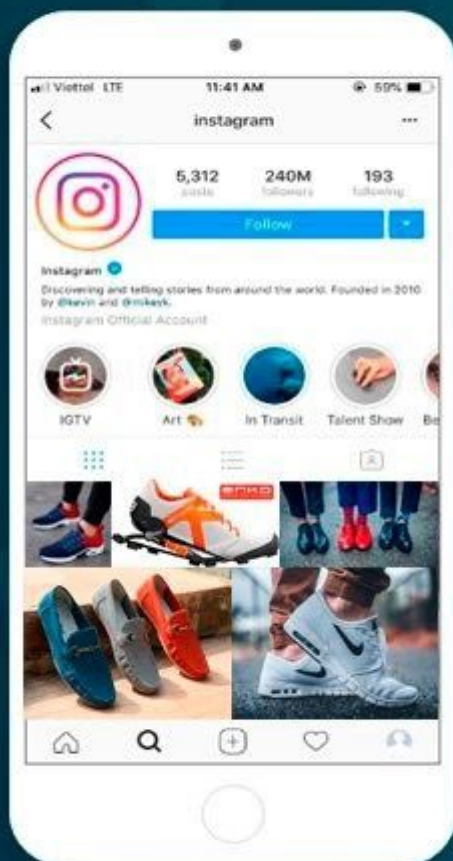 Viettel LTE 11:41 AM 59%
instagram
5,312 240M 193
posts followers following
Follow
Instagram
Discovering and telling stories from around the world. Founded in 2010
by @kevin and @mikeyk.
Instagram Official Account
IGTV Art In Transit Talent Show Be
ENKO